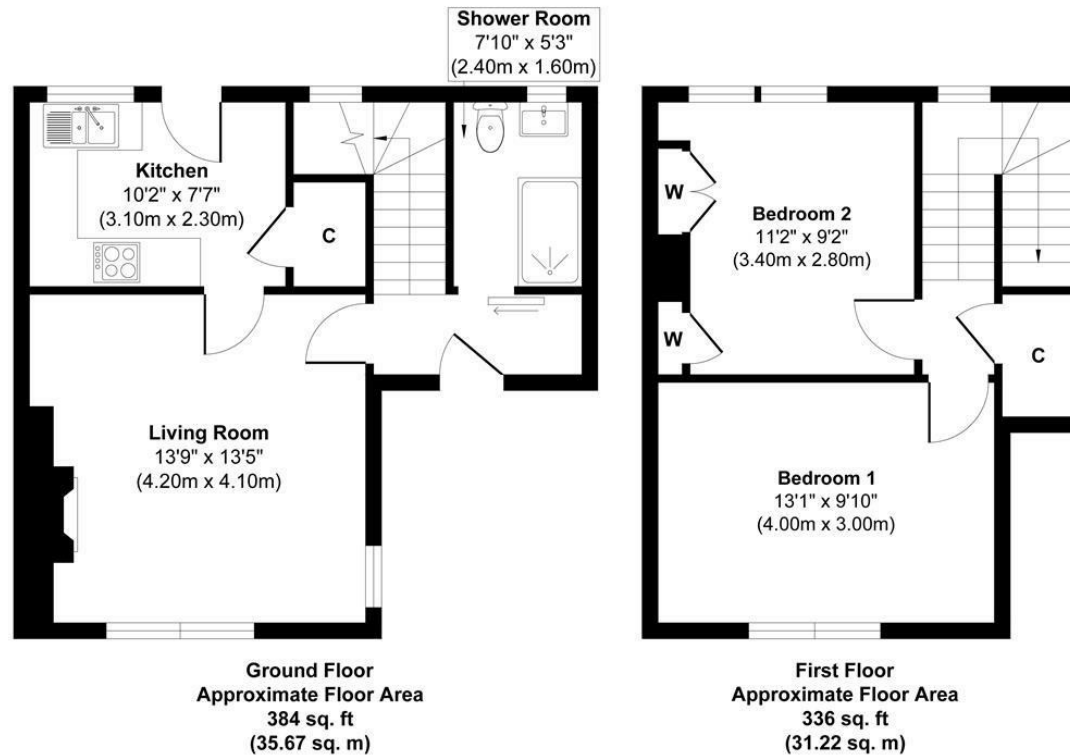 Shower Room
7'10" x 5'3"
(2.40m x 1.60m)
Kitchen
10'2" x 7'7"
(3.10m x 2.30m)
C
Living Room
13'9" x 13'5"
(4.20m x 4.10m)
Ground Floor
Approximate Floor Area
384 sq. ft
(35.67 sq. m)
W
Bedroom 2
11'2" x 9'2"
(3.40m x 2.80m)
W
C
Bedroom 1
13'1" x 9'10"
(4.00m x 3.00m)
First Floor
Approximate Floor Area
336 sq. ft
(31.22 sq. m)